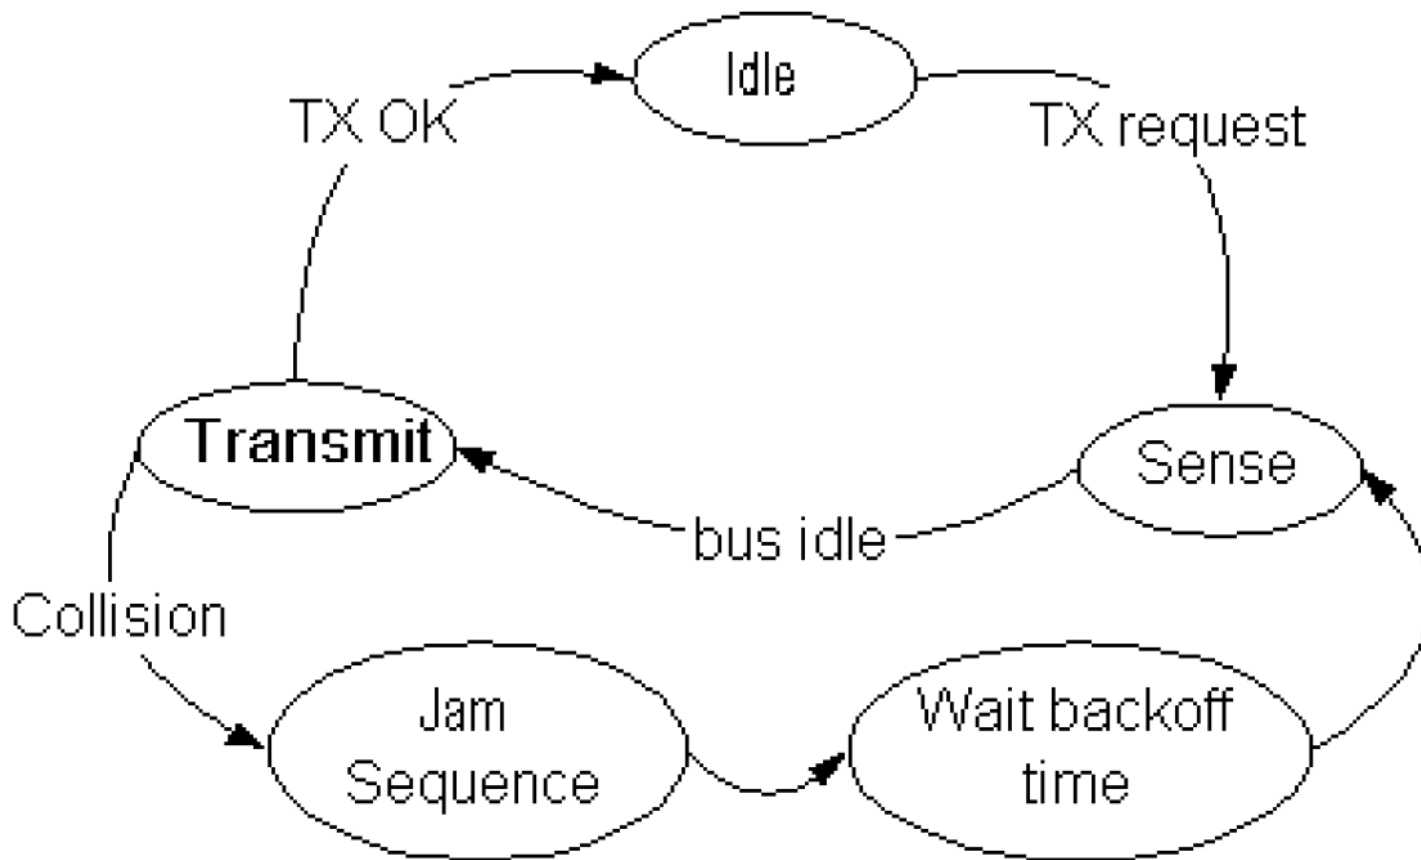 Idle
TX OK
TX request
Transmit
Sense
bus idle
Collision
Jam
Sequence
Wait backoff
time